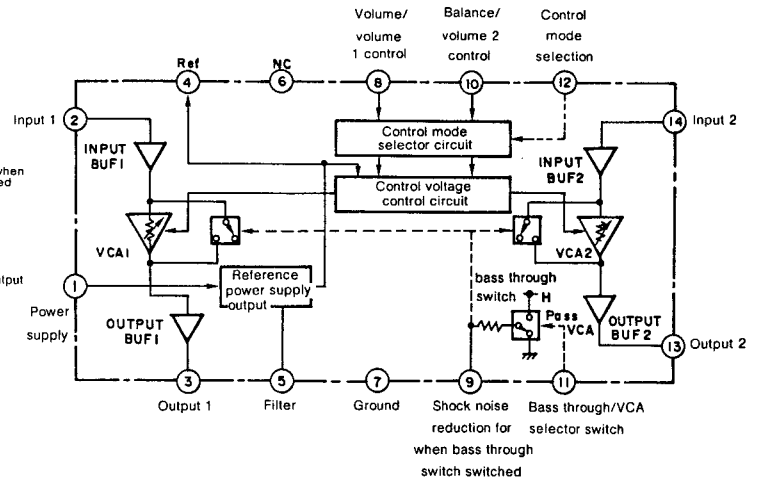 Volume/
volume
1 control
Balance/
volume 2
control
Control
mode
selection
Ref
NC
4
6
8
10
12
Input 1
2
14
Input 2
Control mode
selector circuit
INPUT
BUF1
INPUT
BUF2
Control voltage
control circuit
when
VCA1
VCA2
Reference
power supply
output
bass through
switch
H
Pass
VCA
1
Power
supply
OUTPUT
BUF1
OUTPUT
BUF2
13
Output 2
3
5
7
9
11
Output 1
Filter
Ground
Shock noise
reduction for
when bass through
switch switched
Bass through/VCA
selector switch